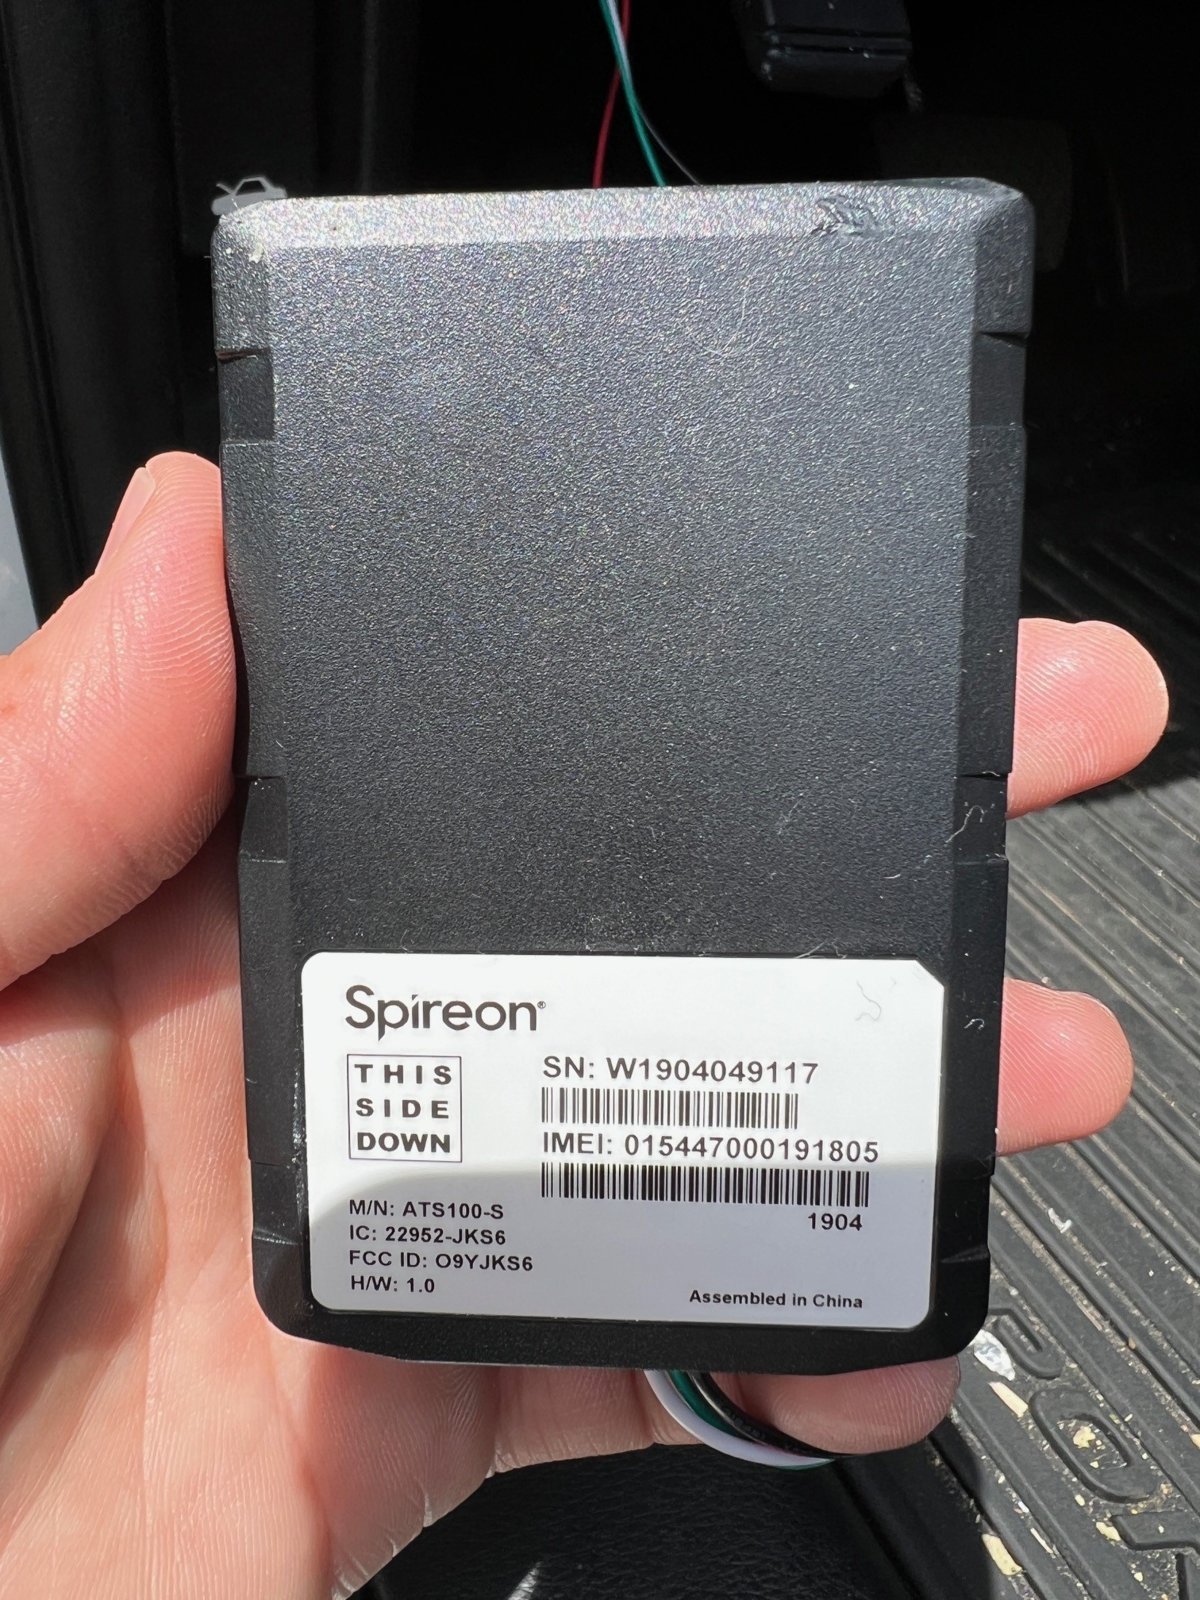 Spireon®
THIS
SIDE
DOWN
SN: W1904049117
IMEI: 015447000191805
1904
M/N: ATS100-S
IC: 22952-JKS6
FCC ID: O9YJKS6
H/W: 1.0
Assembled in China